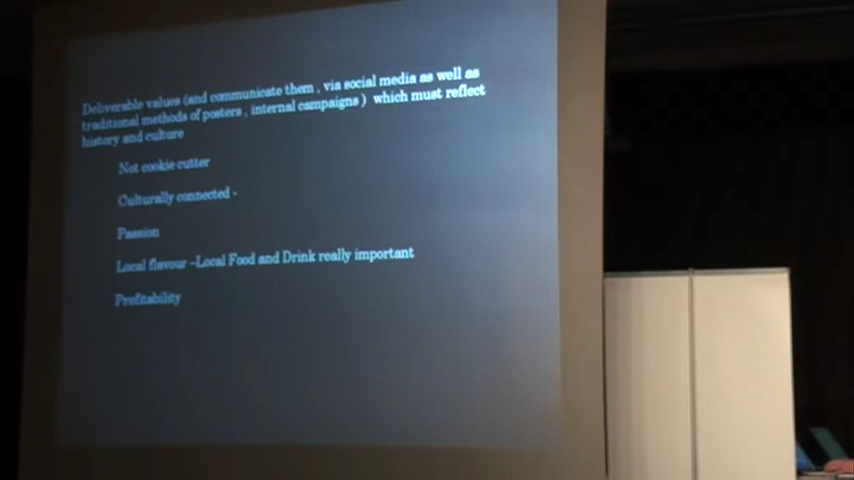 Deliverable values (and communicate them , via social media as well as
traditional methods of posters , internal campaigns )  which must reflect
history and culture
Not cookie cutter
Culturally connected -
Passion
Local flavour –Local Food and Drink really important
Profitability